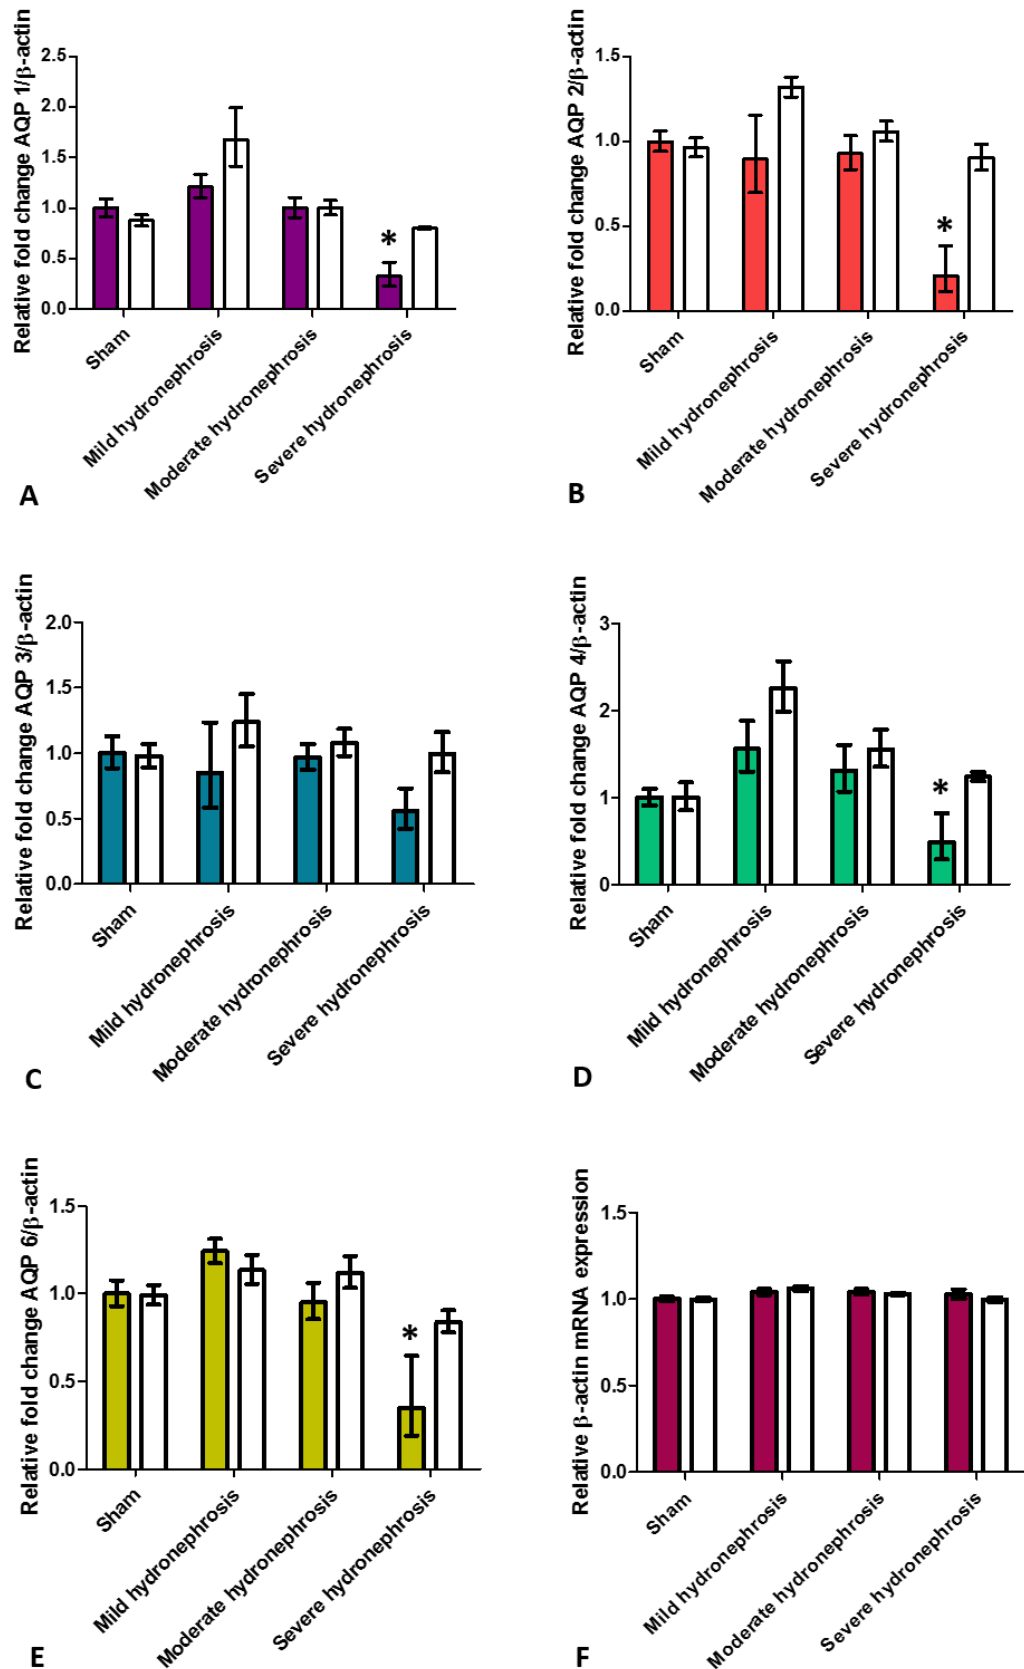 Relative fold change AQP 1/β-actin
2.5
2.0
1.5
1.0
0.5
0.0
*
Sham
Mild hydronephrosis
Moderate hydronephrosis
Severe hydronephrosis
A
Relative fold change AQP 2/β-actin
1.5
1.0
0.5
0.0
*
Sham
Mild hydronephrosis
Moderate hydronephrosis
Severe hydronephrosis
B
Relative fold change AQP 3/β-actin
2.0
1.5
1.0
0.5
0.0
Sham
Mild hydronephrosis
Moderate hydronephrosis
Severe hydronephrosis
C
Relative fold change AQP 4/β-actin
3
2
1
0
*
Sham
Mild hydronephrosis
Moderate hydronephrosis
Severe hydronephrosis
D
Relative fold change AQP 6/β-actin
1.5
1.0
0.5
0.0
*
Sham
Mild hydronephrosis
Moderate hydronephrosis
Severe hydronephrosis
E
Relative β-actin mRNA expression
1.5
1.0
0.5
0.0
Sham
Mild hydronephrosis
Moderate hydronephrosis
Severe hydronephrosis
F